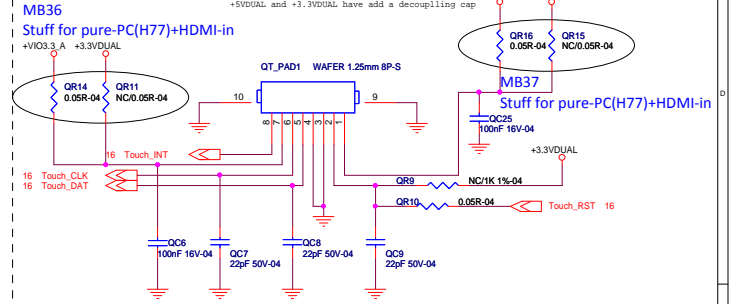 +5VDUAL and +3.3VDUAL have add a decouplling cap
MB36
Stuff for pure-PC(H77)+HDMI-in
+VIO3.3_A +3.3VDUAL
QR14
0.05R-04
QR11
NC/0.05R-04
QT_PAD1 WAFER 1.25mm 8P-S
10
9
8 7 6 5 4 3 2 1
QR16
0.05R-04
QR15
NC/0.05R-04
MB37
Stuff for pure-PC(H77)+HDMI-in
QC25
100nF 16V-04
D
16 Touch_INT
16 Touch_CLK
16 Touch_DAT
+3.3VDUAL
QR9 NC/1K 1%-04
QR10 0.05R-04
Touch_RST 16
QC6
100nF 16V-04
QC7
22pF 50V-04
QC8
22pF 50V-04
QC9
22pF 50V-04